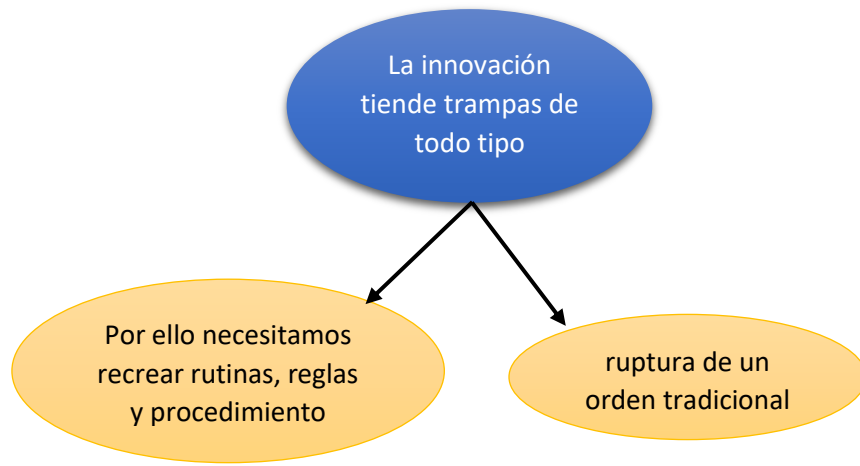 La innovación
tiende trampas de
todo tipo
Por ello necesitamos
recrear rutinas, reglas
y procedimiento
ruptura de un
orden tradicional